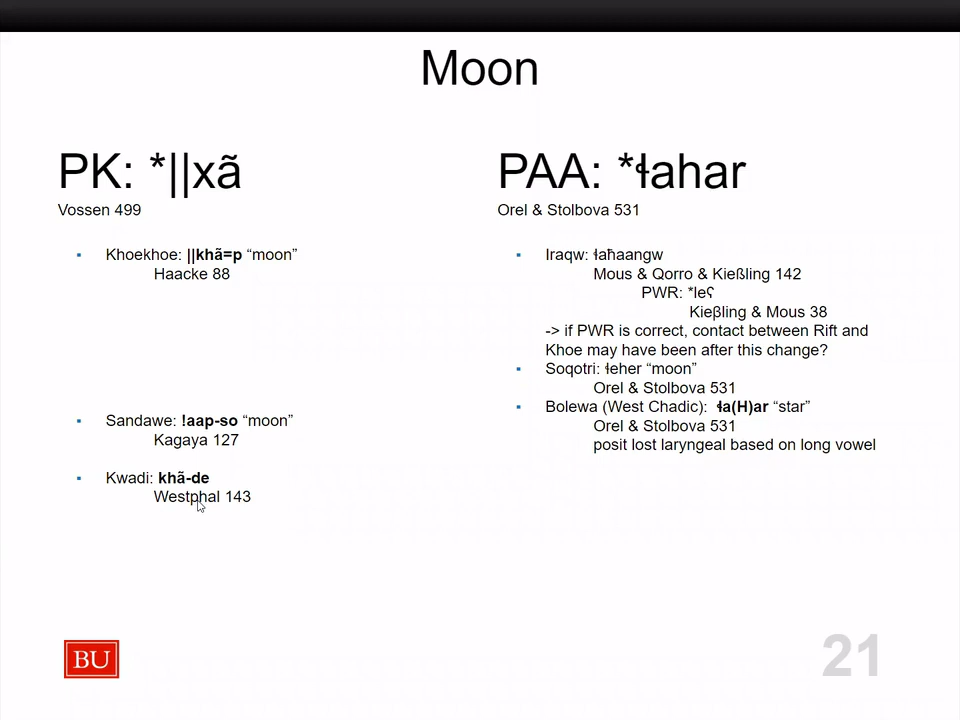 Moon
PK: *||xã
Vossen 499
▪ Khoekhoe: ||khã=p “moon”
Haacke 88
▪ Sandawe: !aap-so “moon”
Kagaya 127
▪ Kwadi: khã-de
Westphal 143
PAA: *ɬahar
Orel & Stolbova 531
▪ Iraqw: ɬaħaangw
Mous & Qorro & Kießling 142
PWR: *leʕ
Kieβling & Mous 38
-> if PWR is correct, contact between Rift and
Khoe may have been after this change?
▪ Soqotri: ɬeher “moon”
Orel & Stolbova 531
▪ Bolewa (West Chadic): ɬa(H)ar “star”
Orel & Stolbova 531
posit lost laryngeal based on long vowel
BU
21